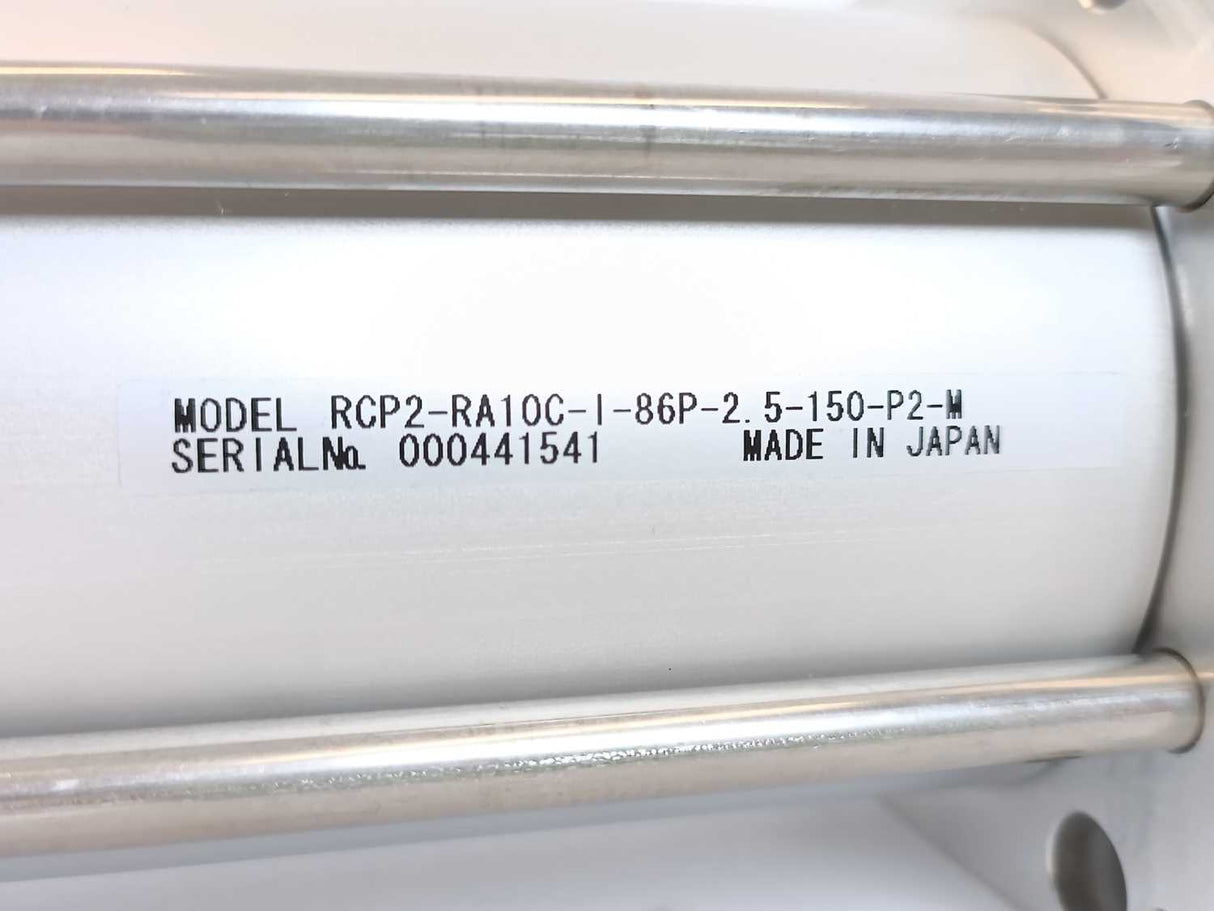 MODEL RCP2-RA10C-I-86P-2.5-150-P2-M
SERIAL№ 000441541 MADE IN JAPAN